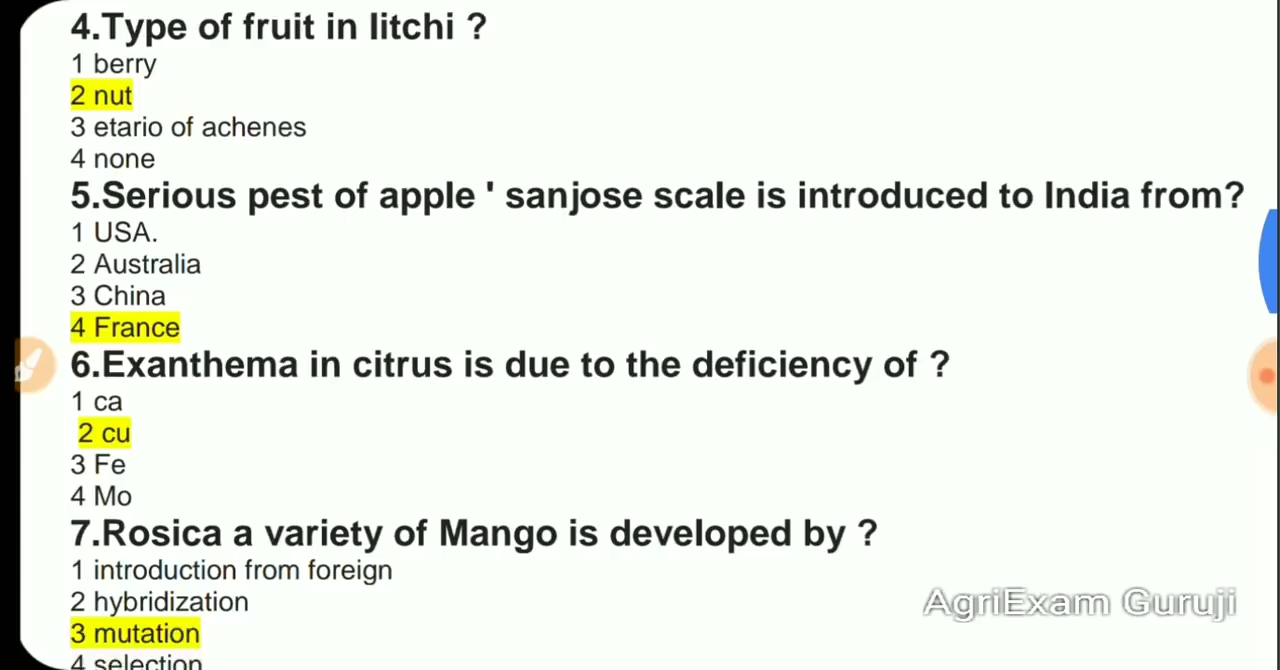 4.Type of fruit in litchi ?
1 berry
2 nut
3 etario of achenes
4 none
5.Serious pest of apple ' sanjose scale is introduced to India from?
1 USA.
2 Australia
3 China
4 France
6.Exanthema in citrus is due to the deficiency of ?
1 ca
2 cu
3 Fe
4 Mo
7.Rosica a variety of Mango is developed by ?
1 introduction from foreign
2 hybridization
3 mutation
4 selection
AgriExam Guruji